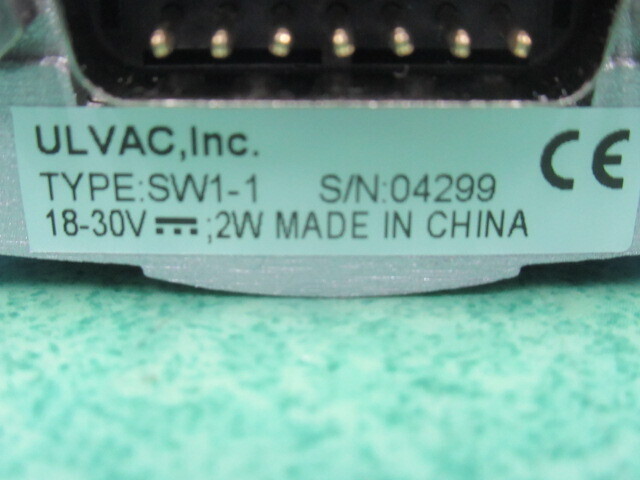 ULVAC,Inc.
CE
TYPE:SW1-1 S/N:04299
18-30V ⎓;2W MADE IN CHINA